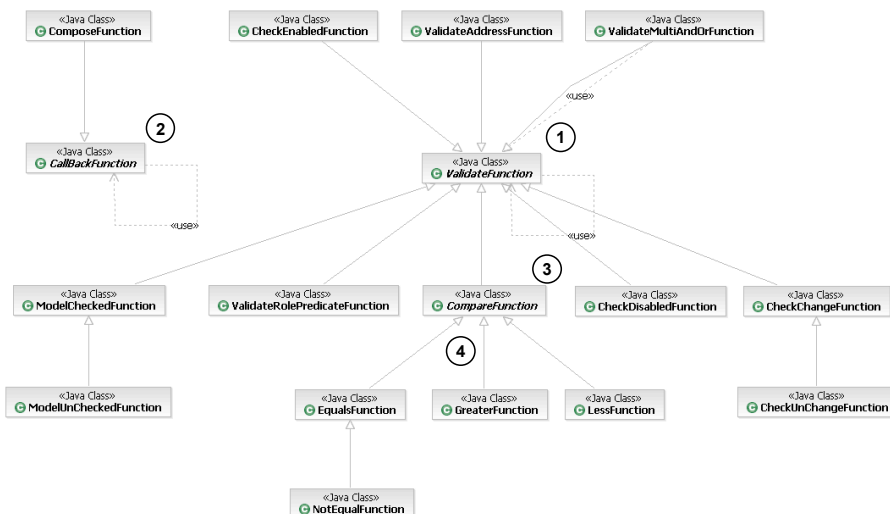 «Java Class»
ComposeFunction
«Java Class»
CheckEnabledFunction
«Java Class»
ValidateAddressFunction
«Java Class»
ValidateMultiAndOrFunction
«use»
2
1
«Java Class»
CallBackFunction
«Java Class»
ValidateFunction
«use»
«use»
3
«Java Class»
ModelCheckedFunction
«Java Class»
ValidateRolePredicateFunction
«Java Class»
CompareFunction
«Java Class»
CheckDisabledFunction
«Java Class»
CheckChangeFunction
4
«Java Class»
ModelUnCheckedFunction
«Java Class»
EqualsFunction
«Java Class»
GreaterFunction
«Java Class»
LessFunction
«Java Class»
CheckUnChangeFunction
«Java Class»
NotEqualFunction